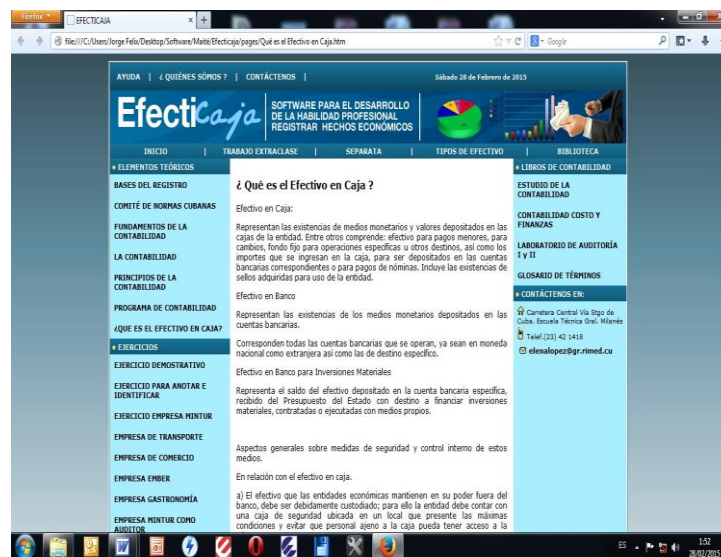 Firefox
EFECTICAJA
file:///C:/Users/Jorge Felix/Desktop/Software/Maité/Efecticaja/pages/Qué es el Efectivo en Caja.htm
Google
AYUDA | ¿ QUIÉNES SÓMOS ? | CONTÁCTENOS |
Sábado 28 de Febrero de 2015
EfectiCaja
SOFTWARE PARA EL DESARROLLO
DE LA HABILIDAD PROFESIONAL
REGISTRAR HECHOS ECONÓMICOS
INICIO | TRABAJO EXTRACLASE | SEPARATA | TIPOS DE EFECTIVO | BIBLIOTECA
ELEMENTOS TEÓRICOS
BASES DEL REGISTRO
COMITÉ DE NORMAS CUBANAS
FUNDAMENTOS DE LA
CONTABILIDAD
LA CONTABILIDAD
PRINCIPIOS DE LA
CONTABILIDAD
PROGRAMA DE CONTABILIDAD
¿QUE ES EL EFECTIVO EN CAJA?
EJERCICIOS
EJERCICIO DEMOSTRATIVO
EJERCICIO PARA ANOTAR E
IDENTIFICAR
EJERCICIO EMPRESA MINTUR
EMPRESA DE TRANSPORTE
EMPRESA DE COMERCIO
EMPRESA EMBER
EMPRESA GASTRONOMÍA
EMPRESA MINTUR COMO
AUDITOR
¿ Qué es el Efectivo en Caja ?
Efectivo en Caja:
Representan las existencias de medios monetarios y valores depositados en las
cajas de la entidad. Entre otros comprende: efectivo para pagos menores, para
cambios, fondo fijo para operaciones específicas u otros destinos, así como los
importes que se ingresan en la caja, para ser depositados en las cuentas
bancarias correspondientes o para pagos de nóminas. Incluye las existencias de
sellos adquiridas para uso de la entidad.
Efectivo en Banco
Representan las existencias de los medios monetarios depositados en las
cuentas bancarias.
Corresponden todas las cuentas bancarias que se operan, ya sean en moneda
nacional como extranjera así como las de destino específico.
Efectivo en Banco para Inversiones Materiales
Representa el saldo del efectivo depositado en la cuenta bancaria específica,
recibido del Presupuesto del Estado con destino a financiar inversiones
materiales, contratadas o ejecutadas con medios propios.
Aspectos generales sobre medidas de seguridad y control interno de estos
medios.
En relación con el efectivo en caja.
a) El efectivo que las entidades económicas mantienen en su poder fuera del
banco, debe ser debidamente custodiado; para ello la entidad debe contar con
una caja de seguridad ubicada en un local que presente las máximas
condiciones y evitar que personal ajeno a la caja pueda tener acceso a la
LIBROS DE CONTABILIDAD
ESTUDIO DE LA
CONTABILIDAD
CONTABILIDAD COSTO Y
FINANZAS
LABORATORIO DE AUDITORÍA
I y II
GLOSARIO DE TÉRMINOS
CONTÁCTENOS EN:
Carretera Central Vía Stgo de
Cuba. Escuela Técnica Gral. Milanés
Telef.(23) 42 1418
elenalopez@gr.rimed.cu
ES
1:52
28/02/2015